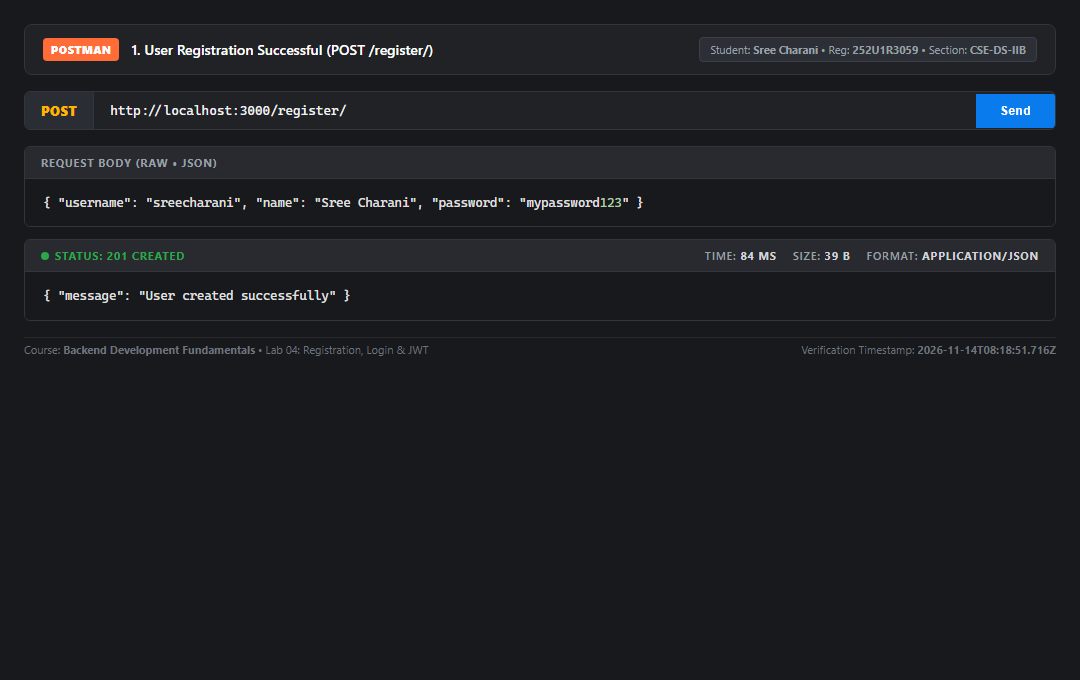 POSTMAN 1. User Registration Successful (POST /register/) Student: Sree Charani • Reg: 252U1R3059 • Section: CSE-DS-IIB
POST http://localhost:3000/register/ Send
REQUEST BODY (RAW • JSON)
{ "username": "sreecharani", "name": "Sree Charani", "password": "mypassword123" }
STATUS: 201 CREATED TIME: 84 MS SIZE: 39 B FORMAT: APPLICATION/JSON
{ "message": "User created successfully" }
Course: Backend Development Fundamentals • Lab 04: Registration, Login & JWT Verification Timestamp: 2026-11-14T08:18:51.716Z